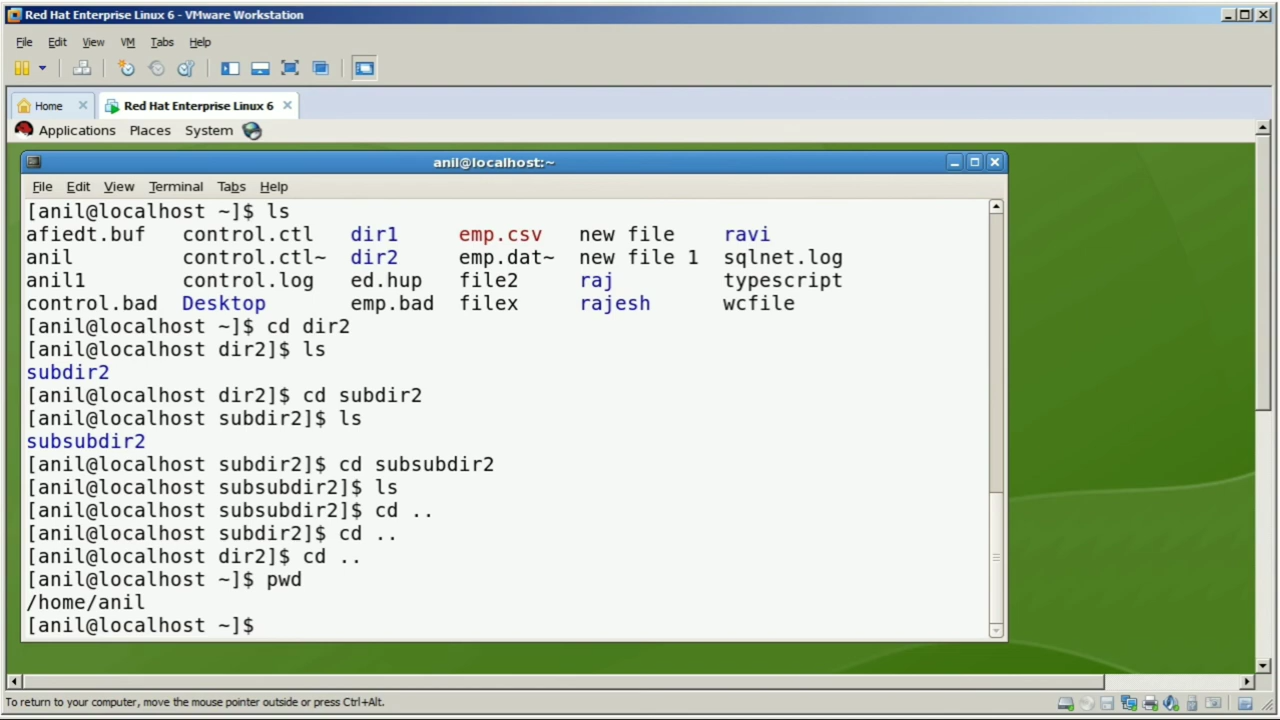 Red Hat Enterprise Linux 6 - VMware Workstation
File Edit View VM Tabs Help
Home Red Hat Enterprise Linux 6
Applications Places System
anil@localhost:~
File Edit View Terminal Tabs Help
[anil@localhost ~]$ ls
afiedt.buf control.ctl dir1 emp.csv new file ravi
anil control.ctl~ dir2 emp.dat~ new file 1 sqlnet.log
anil1 control.log ed.hup file2 raj typescript
control.bad Desktop emp.bad filex rajesh wcfile
[anil@localhost ~]$ cd dir2
[anil@localhost dir2]$ ls
subdir2
[anil@localhost dir2]$ cd subdir2
[anil@localhost subdir2]$ ls
subsubdir2
[anil@localhost subdir2]$ cd subsubdir2
[anil@localhost subsubdir2]$ ls
[anil@localhost subsubdir2]$ cd ..
[anil@localhost subdir2]$ cd ..
[anil@localhost dir2]$ cd ..
[anil@localhost ~]$ pwd
/home/anil
[anil@localhost ~]$
To return to your computer, move the mouse pointer outside or press Ctrl+Alt.